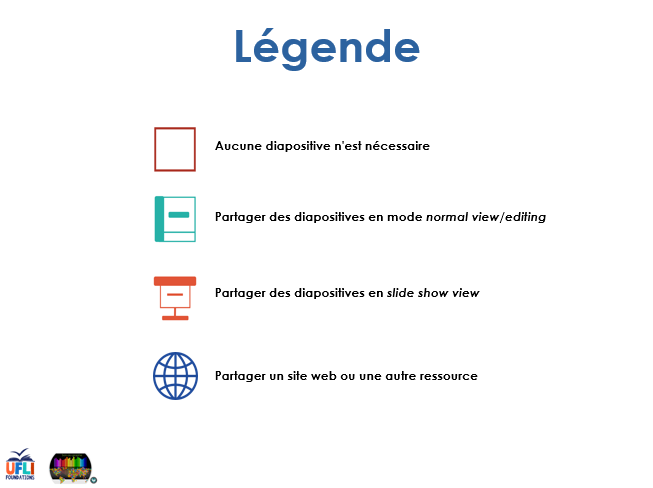 Légende
Aucune diapositive n'est nécessaire
Partager des diapositives en mode normal view/editing
Partager des diapositives en slide show view
Partager un site web ou une autre ressource
UFLI
FOUNDATIONS